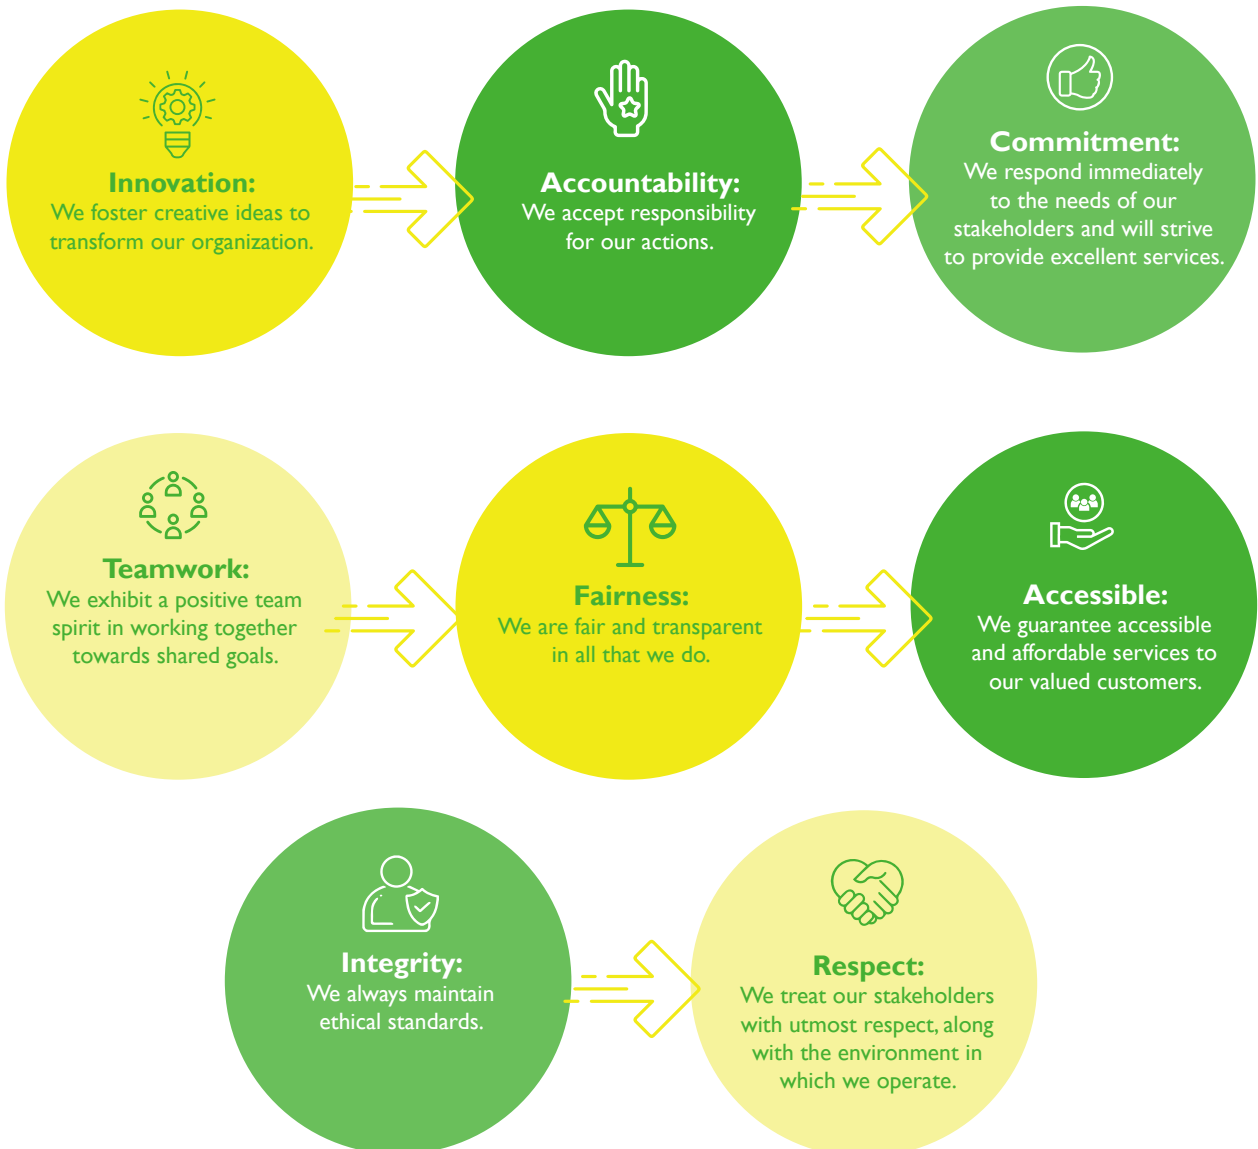 Innovation:
We foster creative ideas to
transform our organization.
Accountability:
We accept responsibility
for our actions.
Commitment:
We respond immediately
to the needs of our
stakeholders and will strive
to provide excellent services.
Teamwork:
We exhibit a positive team
spirit in working together
towards shared goals.
Fairness:
We are fair and transparent
in all that we do.
Accessible:
We guarantee accessible
and affordable services to
our valued customers.
Integrity:
We always maintain
ethical standards.
Respect:
We treat our stakeholders
with utmost respect, along
with the environment in
which we operate.